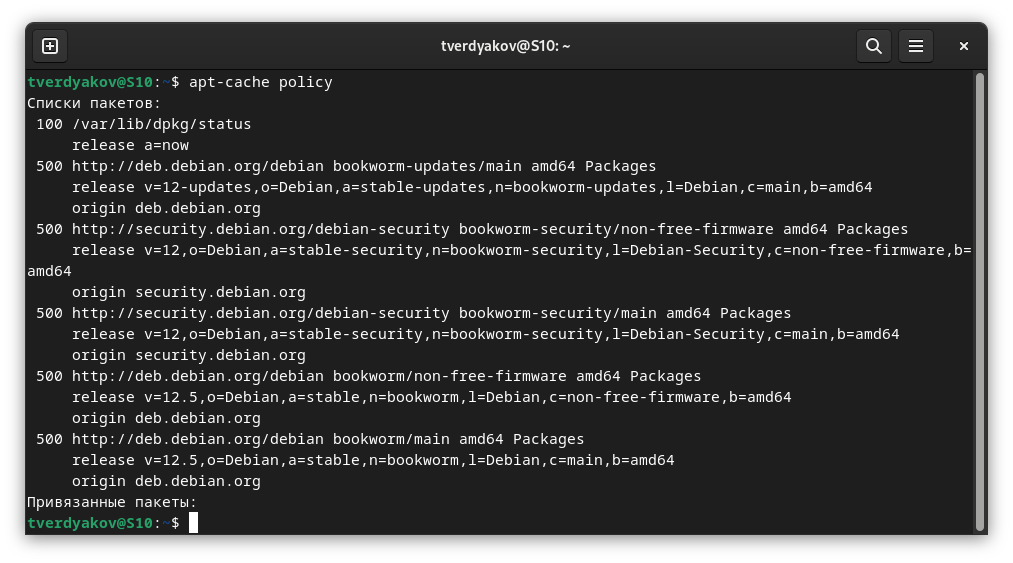 tverdyakov@S10: ~
tverdyakov@S10:~$ apt-cache policy
Списки пакетов:
 100 /var/lib/dpkg/status
     release a=now
 500 http://deb.debian.org/debian bookworm-updates/main amd64 Packages
     release v=12-updates,o=Debian,a=stable-updates,n=bookworm-updates,l=Debian,c=main,b=amd64
     origin deb.debian.org
 500 http://security.debian.org/debian-security bookworm-security/non-free-firmware amd64 Packages
     release v=12,o=Debian,a=stable-security,n=bookworm-security,l=Debian-Security,c=non-free-firmware,b=
amd64
     origin security.debian.org
 500 http://security.debian.org/debian-security bookworm-security/main amd64 Packages
     release v=12,o=Debian,a=stable-security,n=bookworm-security,l=Debian-Security,c=main,b=amd64
     origin security.debian.org
 500 http://deb.debian.org/debian bookworm/non-free-firmware amd64 Packages
     release v=12.5,o=Debian,a=stable,n=bookworm,l=Debian,c=non-free-firmware,b=amd64
     origin deb.debian.org
 500 http://deb.debian.org/debian bookworm/main amd64 Packages
     release v=12.5,o=Debian,a=stable,n=bookworm,l=Debian,c=main,b=amd64
     origin deb.debian.org
Привязанные пакеты:
tverdyakov@S10:~$